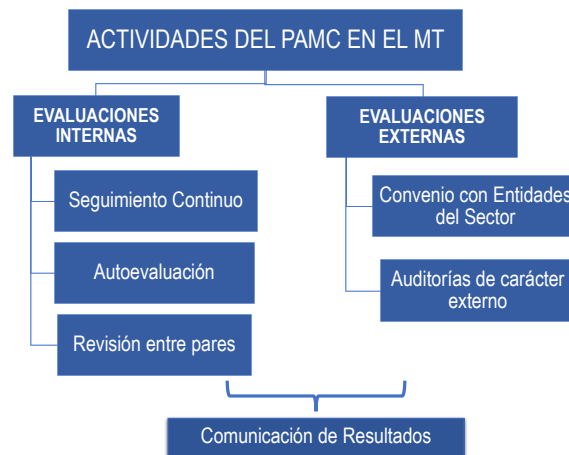 ACTIVIDADES DEL PAMC EN EL MT
EVALUACIONES
INTERNAS
Seguimiento Continuo
Autoevaluación
Revisión entre pares
EVALUACIONES
EXTERNAS
Convenio con Entidades
del Sector
Auditorías de carácter
externo
Comunicación de Resultados